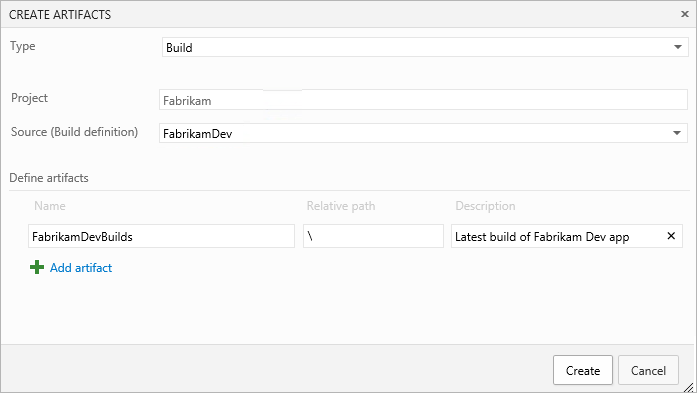 CREATE ARTIFACTS
Type Build
Project Fabrikam
Source (Build definition) FabrikamDev
Define artifacts
Name Relative path Description
FabrikamDevBuilds \ Latest build of Fabrikam Dev app
Add artifact
Create Cancel